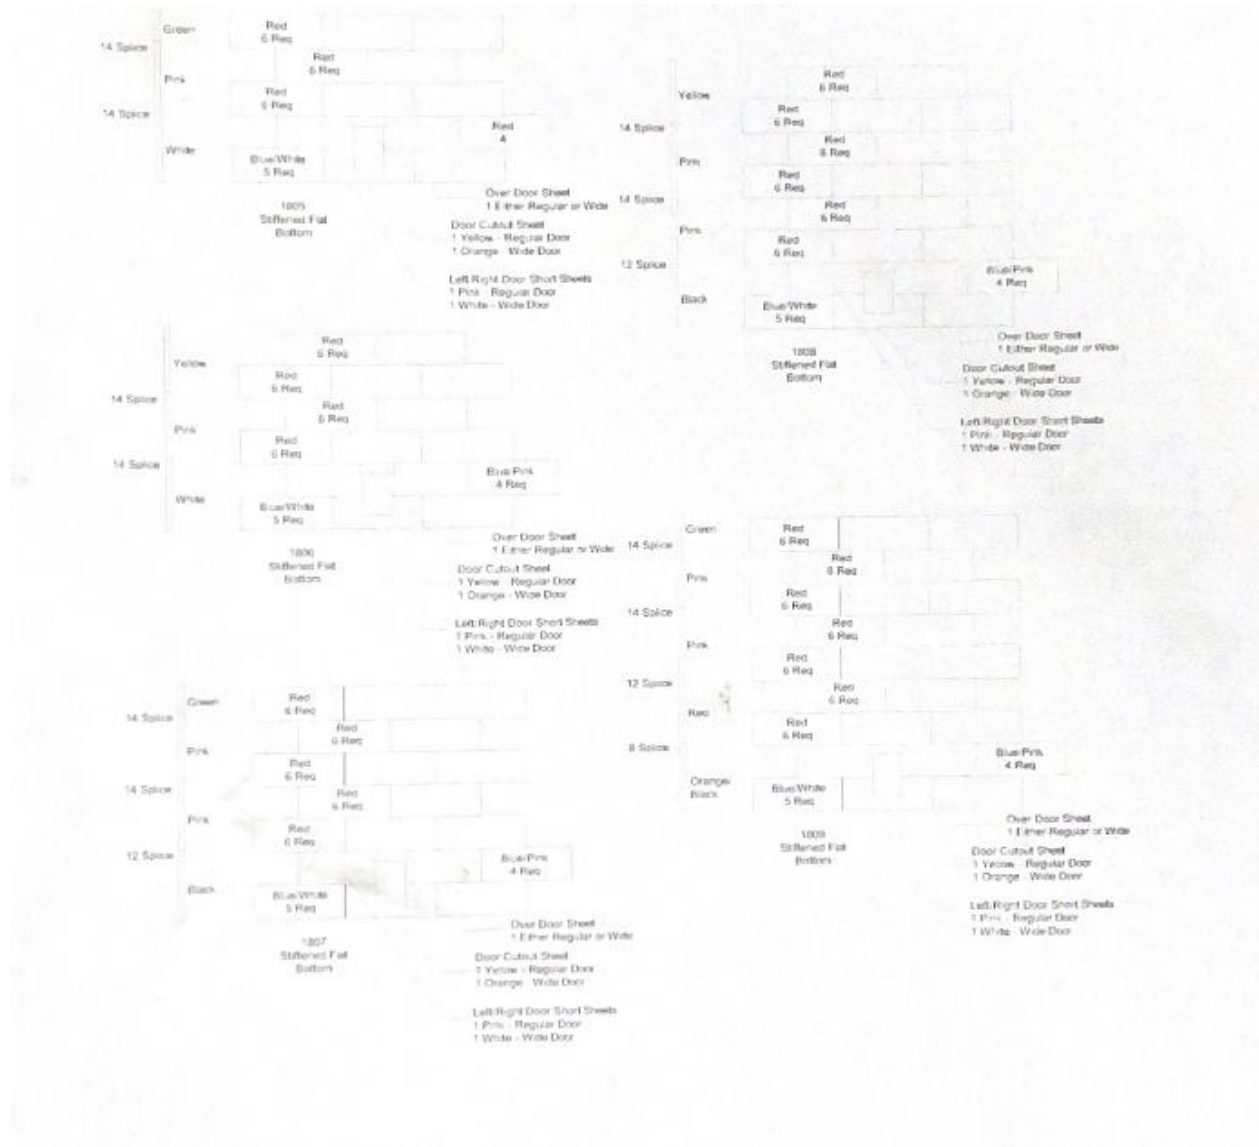 Green
Red
6 Req
14 Splice
Red
6 Req
Pink
Red
6 Req
14 Splice
Red
4
White
Blue/White
5 Req
Over Door Sheet
1 Either Regular or Wide
1805
Stiffened Flat
Bottom
Door Cutout Sheet
1 Yellow - Regular Door
1 Orange - Wide Door
Left/Right Door Short Sheets
1 Pink - Regular Door
1 White - Wide Door
Red
6 Req
Yellow
Red
6 Req
14 Splice
Red
6 Req
Pink
Red
6 Req
14 Splice
Blue/Pink
4 Req
White
Blue/White
5 Req
Over Door Sheet
1 Either Regular or Wide
1806
Stiffened Flat
Bottom
Door Cutout Sheet
1 Yellow - Regular Door
1 Orange - Wide Door
Left/Right Door Short Sheets
1 Pink - Regular Door
1 White - Wide Door
Green
Red
6 Req
14 Splice
Red
6 Req
Pink
Red
6 Req
14 Splice
Red
6 Req
Pink
Red
6 Req
12 Splice
Blue/Pink
4 Req
Black
Blue/White
5 Req
Over Door Sheet
1 Either Regular or Wide
1807
Stiffened Flat
Bottom
Door Cutout Sheet
1 Yellow - Regular Door
1 Orange - Wide Door
Left/Right Door Short Sheets
1 Pink - Regular Door
1 White - Wide Door
Red
6 Req
Yellow
Red
6 Req
14 Splice
Red
6 Req
Pink
Red
6 Req
14 Splice
Red
6 Req
Pink
Red
6 Req
12 Splice
Blue/Pink
4 Req
Black
Blue/White
5 Req
Over Door Sheet
1 Either Regular or Wide
1808
Stiffened Flat
Bottom
Door Cutout Sheet
1 Yellow - Regular Door
1 Orange - Wide Door
Left/Right Door Short Sheets
1 Pink - Regular Door
1 White - Wide Door
Green
Red
6 Req
14 Splice
Red
6 Req
Pink
Red
6 Req
14 Splice
Red
6 Req
Pink
Red
6 Req
12 Splice
Red
6 Req
Red
Red
6 Req
8 Splice
Blue/Pink
4 Req
Orange/
Black
Blue/White
5 Req
Over Door Sheet
1 Either Regular or Wide
1809
Stiffened Flat
Bottom
Door Cutout Sheet
1 Yellow - Regular Door
1 Orange - Wide Door
Left/Right Door Short Sheets
1 Pink - Regular Door
1 White - Wide Door